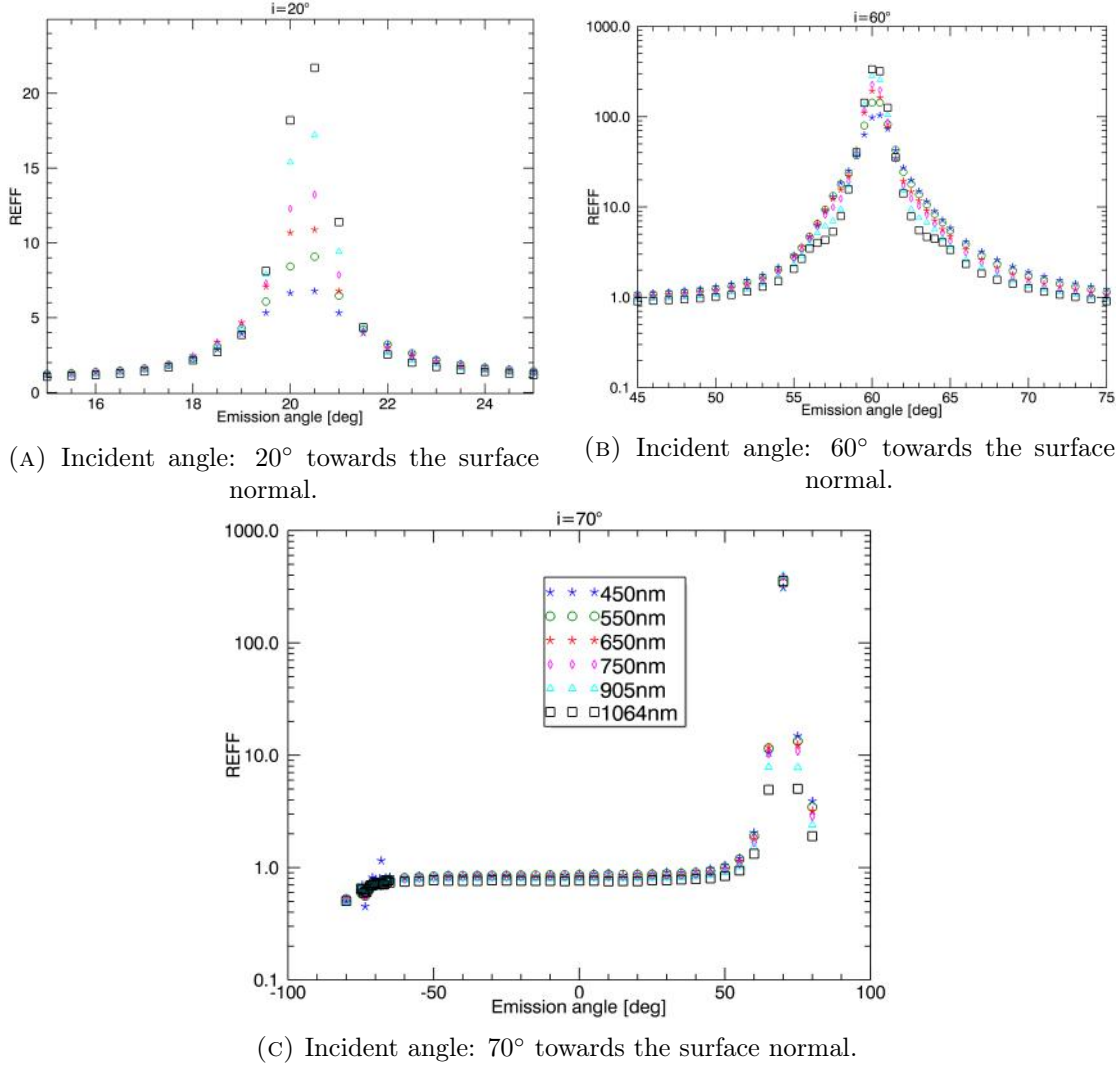 i=20°
REFF
20
15
10
5
0
16 18 20 22 24
Emission angle [deg]
(A) Incident angle: 20° towards the surface
normal.
i=60°
REFF
1000.0
100.0
10.0
1.0
0.1
45 50 55 60 65 70 75
Emission angle [deg]
(B) Incident angle: 60° towards the surface
normal.
i=70°
REFF
1000.0
100.0
10.0
1.0
0.1
450nm
550nm
650nm
750nm
905nm
1064nm
-100 -50 0 50 100
Emission angle [deg]
(C) Incident angle: 70° towards the surface normal.